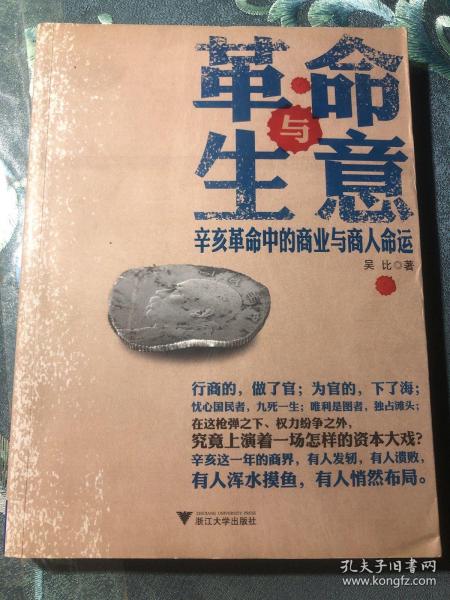 革命
与
生意
辛亥革命中的商业与商人命运
吴 比◎著
行商的，做了官；为官的，下了海；
忧心国民者，九死一生；唯利是图者，独占滩头；
在这枪弹之下、权力纷争之外，
究竟上演着一场怎样的资本大戏？
辛亥这一年的商界，有人发轫，有人溃败，
有人浑水摸鱼，有人悄然布局。
ZHEJIANG UNIVERSITY PRESS
浙江大学出版社
孔夫子旧书网
www.kongfz.com